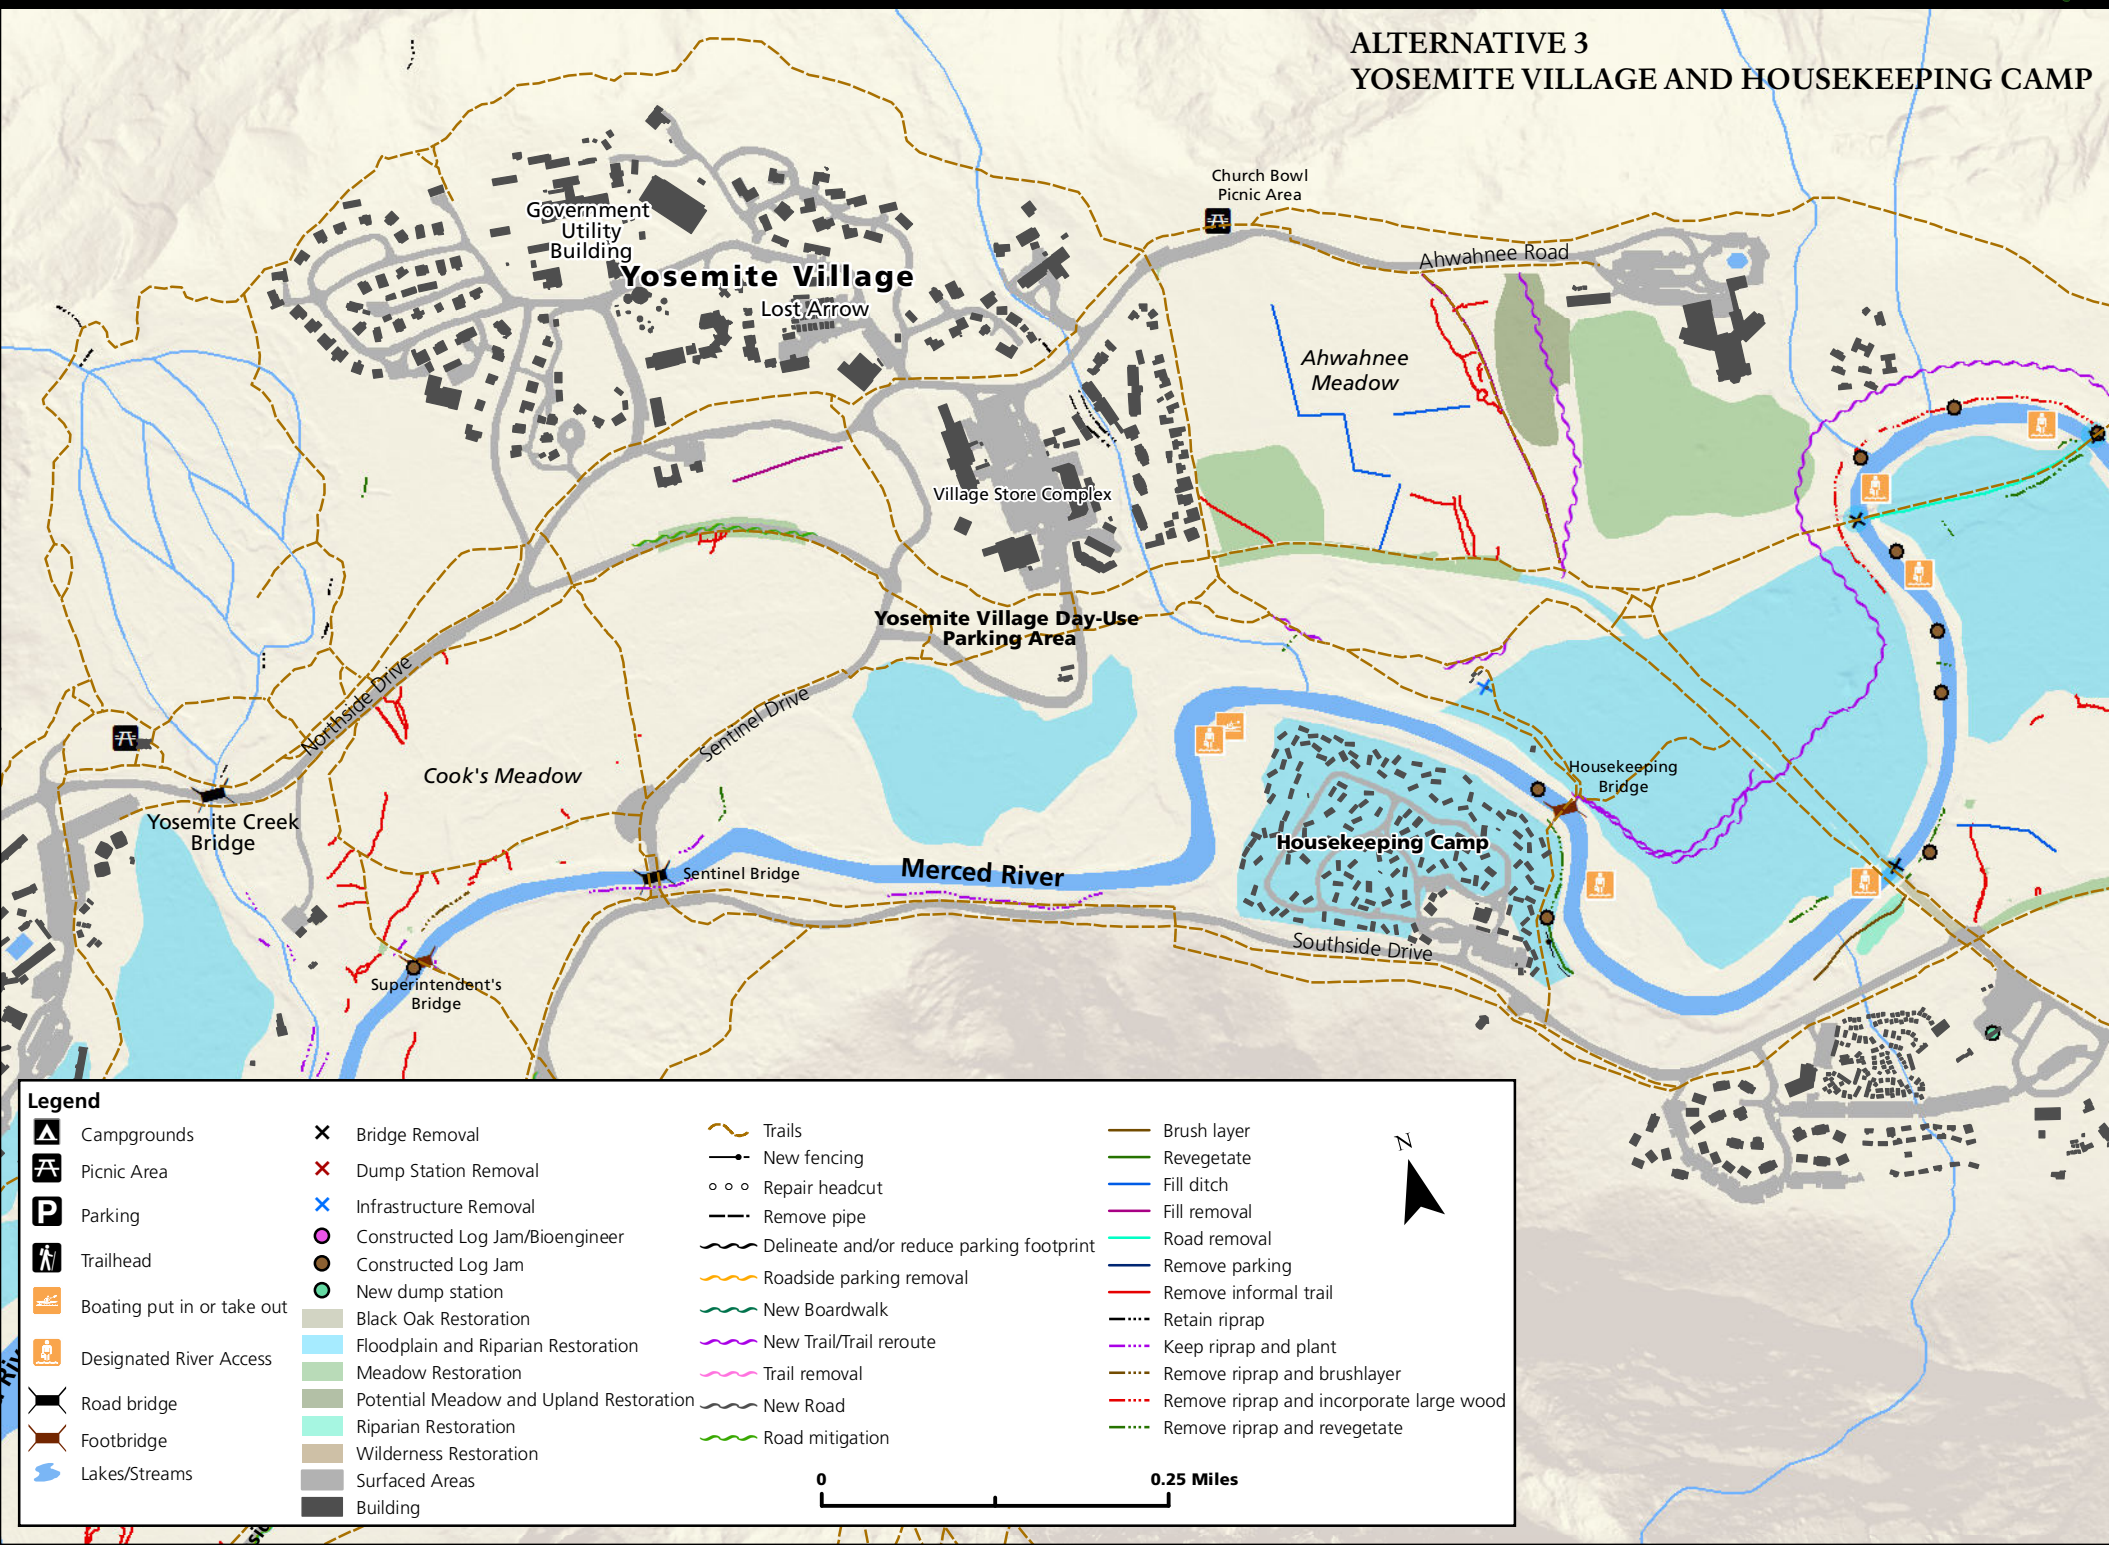 ALTERNATIVE 3
YOSEMITE VILLAGE AND HOUSEKEEPING CAMP
Church Bowl
Picnic Area
Government
Utility
Building
Yosemite Village
Lost Arrow
Ahwahnee Road
Ahwahnee
Meadow
Village Store Complex
Yosemite Village Day-Use
Parking Area
Northside Drive
Sentinel Drive
Cook's Meadow
Housekeeping
Bridge
Yosemite Creek
Bridge
Housekeeping Camp
Merced River
Sentinel Bridge
Southside Drive
Superintendent's
Bridge
Legend
Campgrounds
Picnic Area
P
Parking
Trailhead
Boating put in or take out
Designated River Access
Road bridge
Footbridge
Lakes/Streams
Bridge Removal
Dump Station Removal
Infrastructure Removal
Constructed Log Jam/Bioengineer
Constructed Log Jam
New dump station
Black Oak Restoration
Floodplain and Riparian Restoration
Meadow Restoration
Potential Meadow and Upland Restoration
Riparian Restoration
Wilderness Restoration
Surfaced Areas
Building
Trails
New fencing
Repair headcut
Remove pipe
Delineate and/or reduce parking footprint
Roadside parking removal
New Boardwalk
New Trail/Trail reroute
Trail removal
New Road
Road mitigation
Brush layer
Revegetate
Fill ditch
Fill removal
Road removal
Remove parking
Remove informal trail
Retain riprap
Keep riprap and plant
Remove riprap and brushlayer
Remove riprap and incorporate large wood
Remove riprap and revegetate
N
0
0.25 Miles